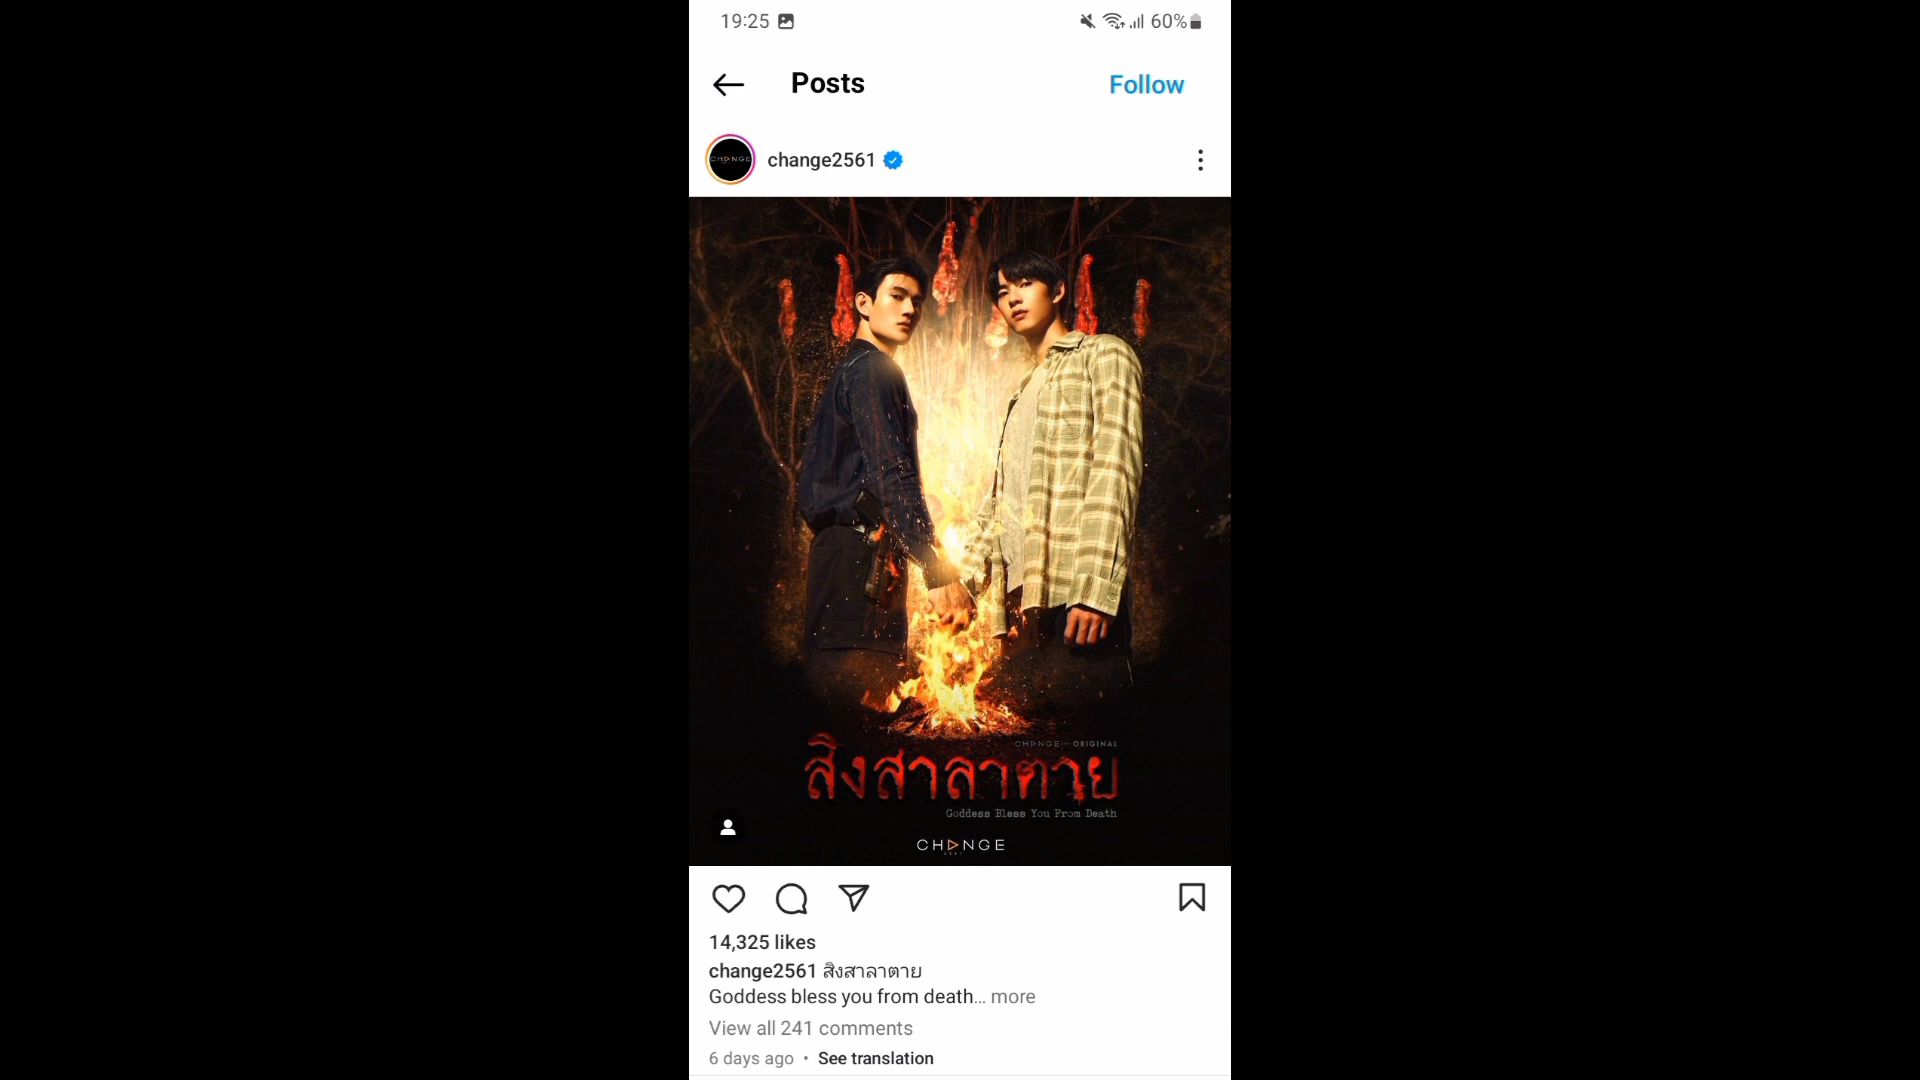 19:25
60%
Posts
Follow
CHANGE
change2561
CHANGE ORIGINAL
สิงสาลาตาย
Goddess Bless You From Death
CHANGE
14,325 likes
change2561 สิงสาลาตาย
Goddess bless you from death... more
View all 241 comments
6 days ago • See translation